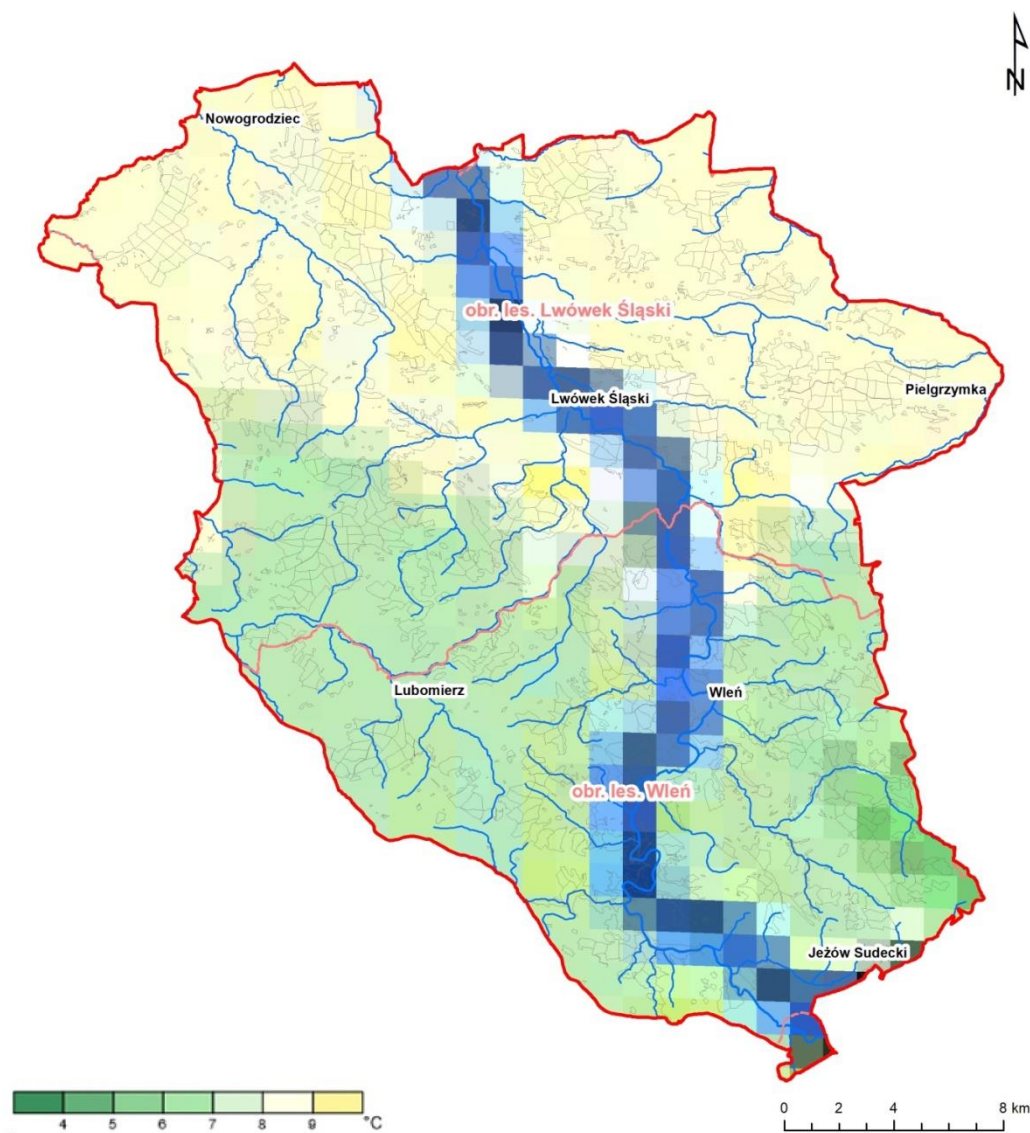 N
Nowogrodziec
obr. les. Lwówek Śląski
Pielgrzymka
Lwówek Śląski
Lubomierz
Wleń
obr. les. Wleń
Jeżów Sudecki
4 5 6 7 8 9 °C
0 2 4 8 km